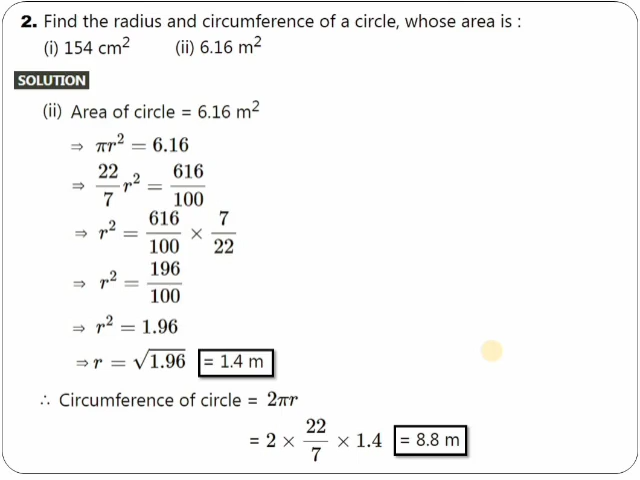 2. Find the radius and circumference of a circle, whose area is :
(i) 154 cm² (ii) 6.16 m²
SOLUTION
(ii) Area of circle = 6.16 m²
⇒ πr² = 6.16
⇒ 22/7 r² = 616/100
⇒ r² = 616/100 × 7/22
⇒ r² = 196/100
⇒ r² = 1.96
⇒ r = √1.96 = 1.4 m
∴ Circumference of circle = 2πr
= 2 × 22/7 × 1.4 = 8.8 m